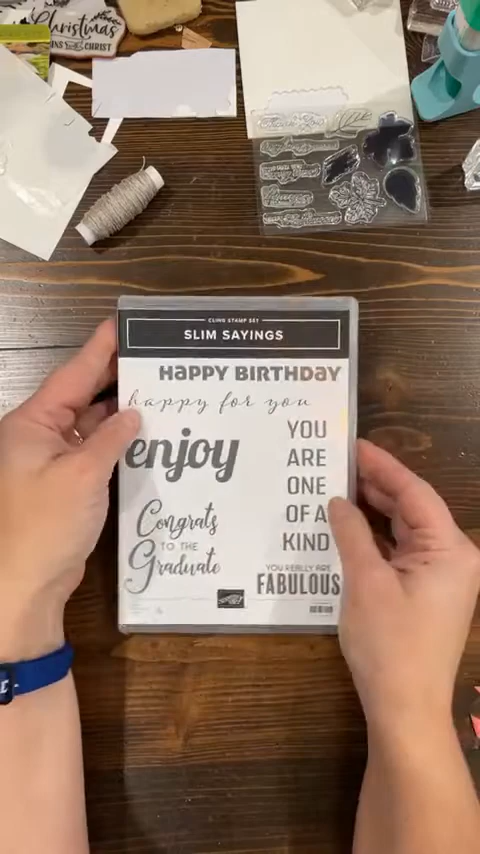 Christmas
CHRIST
CLING STAMP SET
SLIM SAYINGS
HAPPY BIRTHDAY
happy for you
enjoy
YOU
ARE
ONE
OF A
KIND
Congrats
TO THE
Graduate
YOU REALLY ARE
FABULOUS